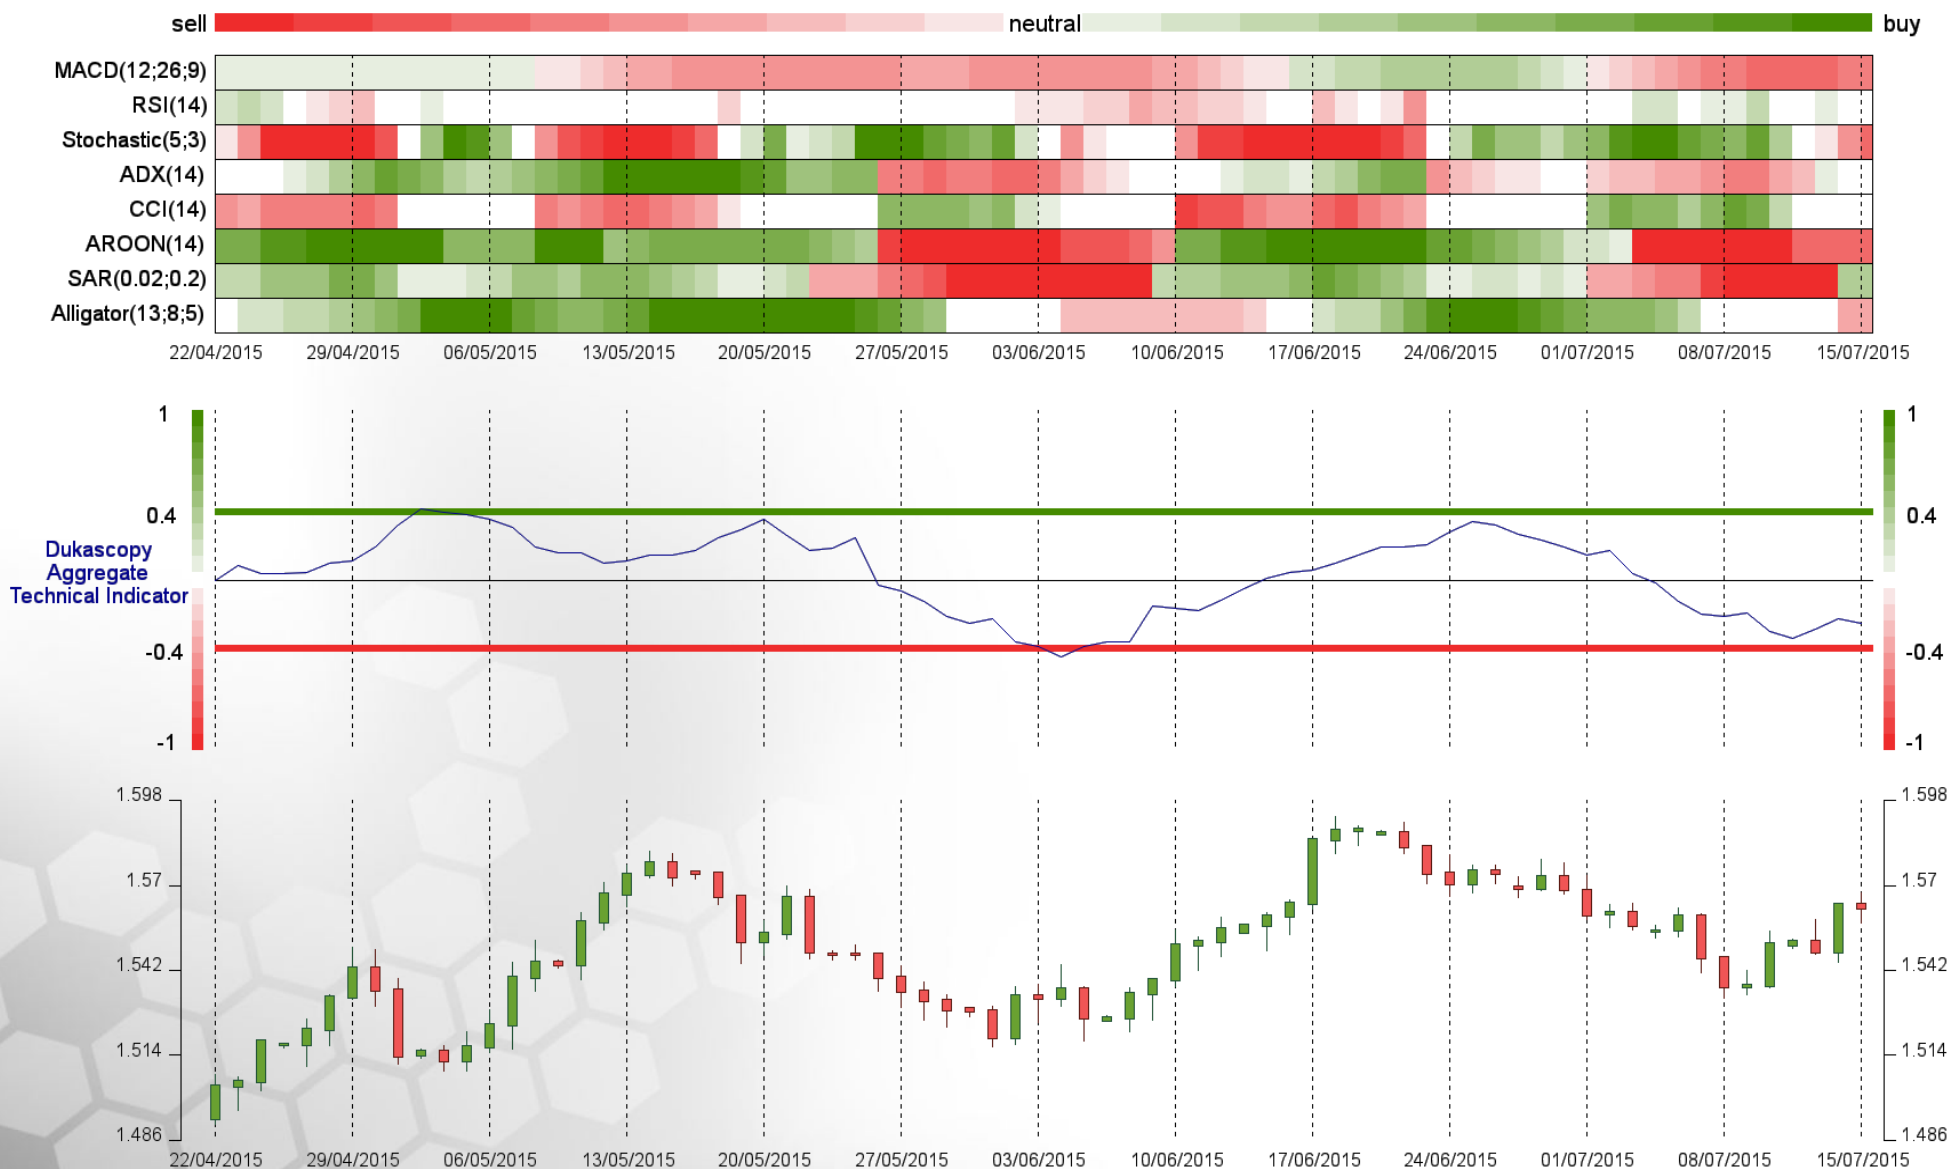 sell neutral buy
MACD(12;26;9)
RSI(14)
Stochastic(5;3)
ADX(14)
CCI(14)
AROON(14)
SAR(0.02;0.2)
Alligator(13;8;5)
22/04/2015 29/04/2015 06/05/2015 13/05/2015 20/05/2015 27/05/2015 03/06/2015 10/06/2015 17/06/2015 24/06/2015 01/07/2015 08/07/2015 15/07/2015
1 1
0.4 0.4
Dukascopy
Aggregate
Technical Indicator
-0.4 -0.4
-1 -1
1.598 1.598
1.57 1.57
1.542 1.542
1.514 1.514
1.486 1.486
22/04/2015 29/04/2015 06/05/2015 13/05/2015 20/05/2015 27/05/2015 03/06/2015 10/06/2015 17/06/2015 24/06/2015 01/07/2015 08/07/2015 15/07/2015